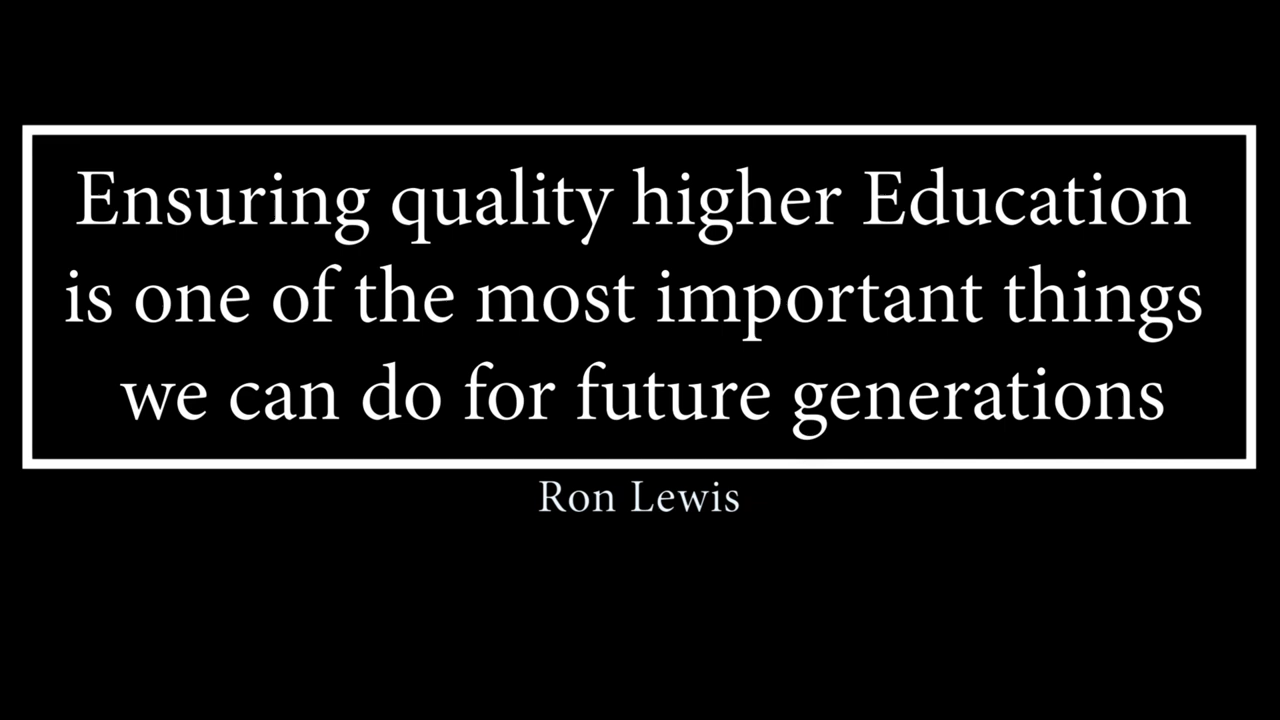 Ensuring quality higher Education
is one of the most important things
we can do for future generations
Ron Lewis